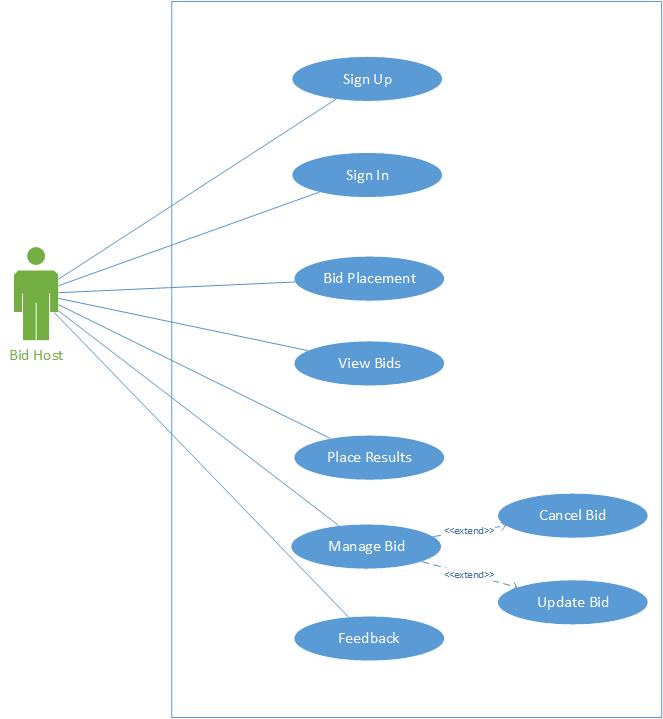 Sign Up
Sign In
Bid Placement
Bid Host
View Bids
Place Results
Cancel Bid
<<extend>>
Manage Bid
<<extend>>
Update Bid
Feedback